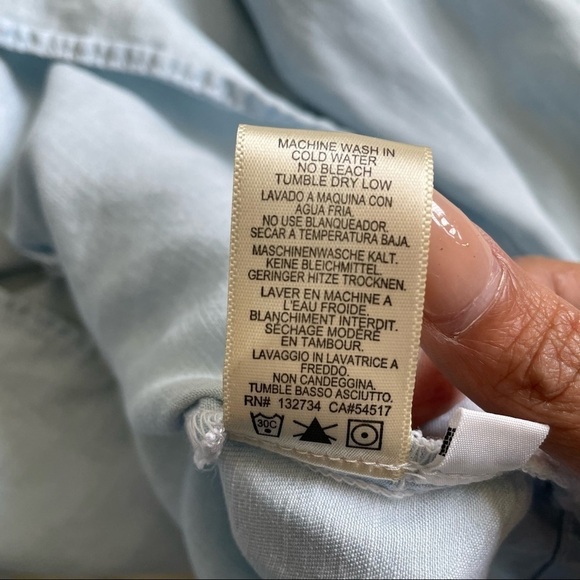 MACHINE WASH IN
COLD WATER
NO BLEACH
TUMBLE DRY LOW
LAVADO A MAQUINA CON
AGUA FRIA.
NO USE BLANQUEADOR.
SECAR A TEMPERATURA BAJA.
MASCHINENWASCHE KALT.
KEINE BLEICHMITTEL.
GERINGER HITZE TROCKNEN.
LAVER EN MACHINE A
L'EAU FROIDE.
BLANCHIMENT INTERDIT.
SÉCHAGE MODÉRÉ
EN TAMBOUR.
LAVAGGIO IN LAVATRICE A
FREDDO.
NON CANDEGGINA.
TUMBLE BASSO ASCIUTTO.
RN# 132734 CA#54517
30C